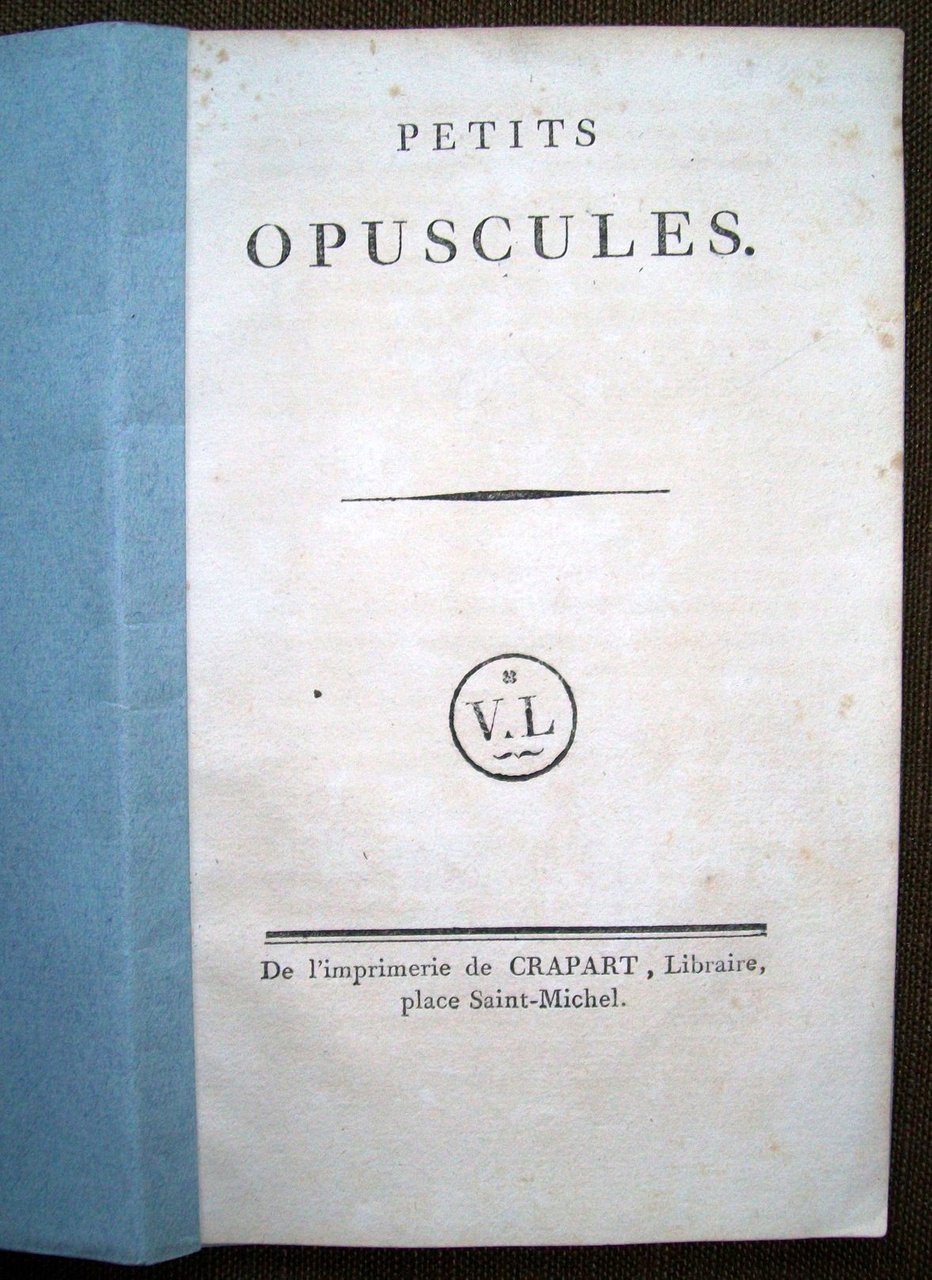 PETITS
OPUSCULES.
V.L
De l'imprimerie de CRAPART, Libraire,
place Saint-Michel.